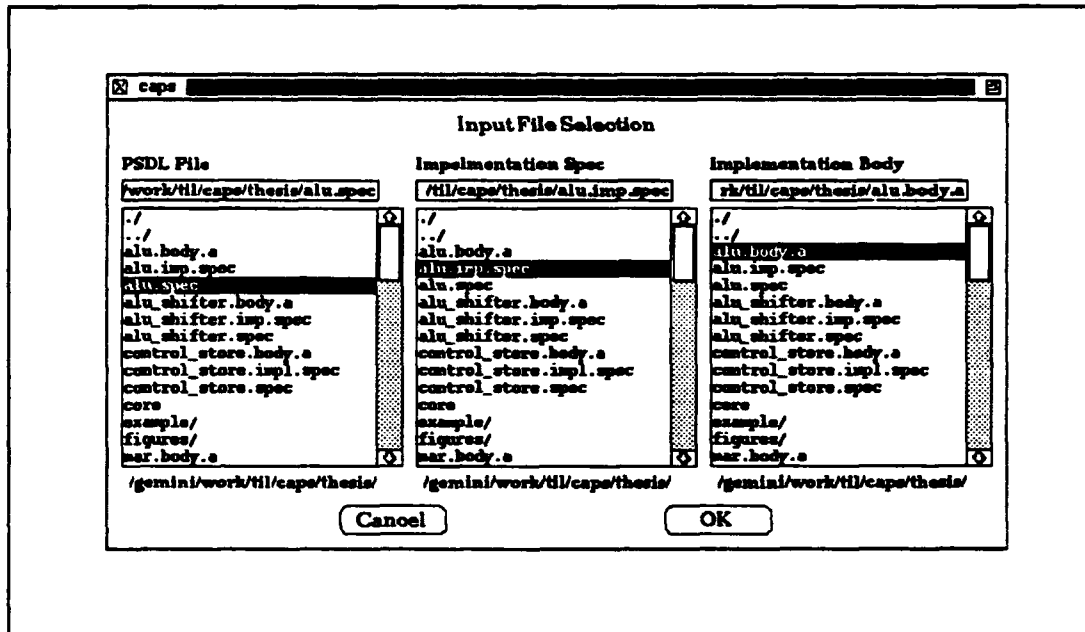 caps
Input File Selection
PSDL File
/work/til/caps/thesis/alu.spec
./
../
alu.body.a
alu.imp.spec
alu.spec
alu_shifter.body.a
alu_shifter.imp.spec
alu_shifter.spec
control_store.body.a
control_store.impl.spec
control_store.spec
core
example/
figures/
mar.body.a
/gemini/work/til/caps/thesis/
Impelmentation Spec
/til/caps/thesis/alu.imp.spec
./
../
alu.body.a
alu.imp.spec
alu.spec
alu_shifter.body.a
alu_shifter.imp.spec
alu_shifter.spec
control_store.body.a
control_store.impl.spec
control_store.spec
core
example/
figures/
mar.body.a
/gemini/work/til/caps/thesis/
Implementation Body
rk/til/caps/thesis/alu.body.a
./
../
alu.body.a
alu.imp.spec
alu.spec
alu_shifter.body.a
alu_shifter.imp.spec
alu_shifter.spec
control_store.body.a
control_store.impl.spec
control_store.spec
core
example/
figures/
mar.body.a
/gemini/work/til/caps/thesis/
Cancel
OK